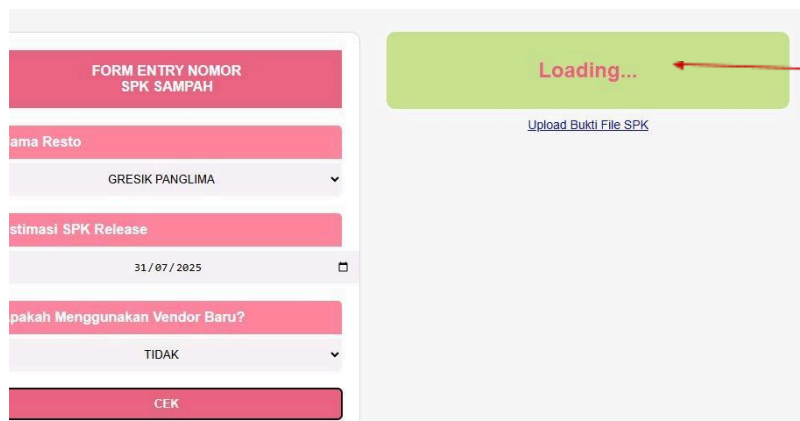 FORM ENTRY NOMOR
SPK SAMPAH
ama Resto
GRESIK PANGLIMA
stimasi SPK Release
31/07/2025
pakah Menggunakan Vendor Baru?
TIDAK
CEK
Loading...
Upload Bukti File SPK